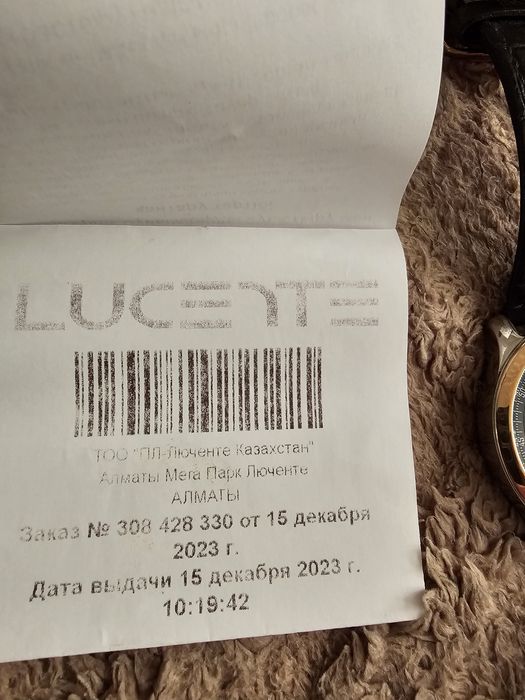 LUCENTE
ТОО "ПЛ-Люченте Казахстан"
Алматы Мега Парк Люченте
АЛМАТЫ
Заказ № 308 428 330 от 15 декабря
2023 г.
Дата выдачи 15 декабря 2023 г.
10:19:42